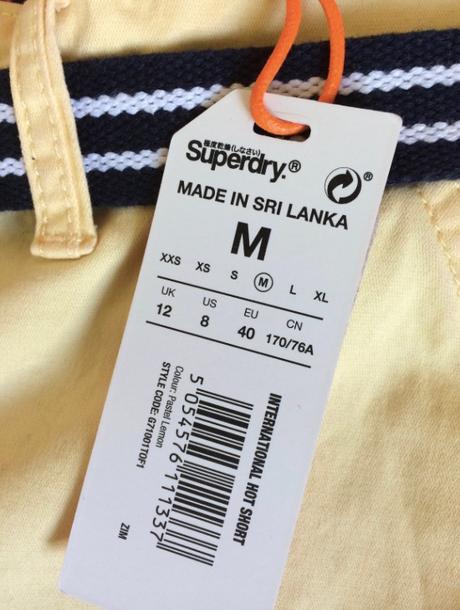 極度乾燥(しなさい)
Superdry.®
®
MADE IN SRI LANKA
M
XXS XS S M L XL
UK US EU CN
12 8 40 170/76A
INTERNATIONAL HOT SHORT
5 054576 111337
Colour: Pastel Lemon
STYLE CODE: G71001TOF1
ZIM